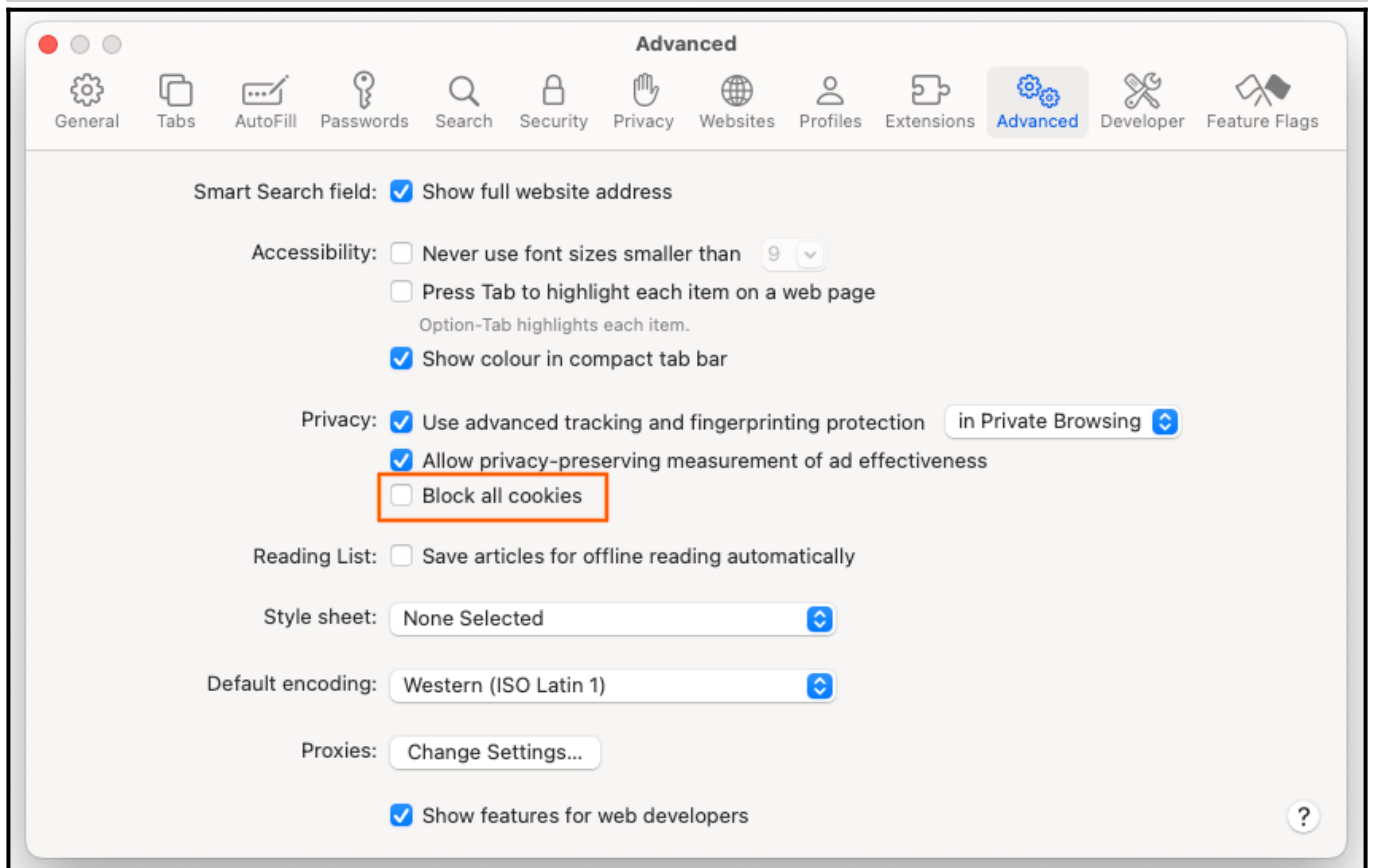 Advanced
General Tabs AutoFill Passwords Search Security Privacy Websites Profiles Extensions Advanced Developer Feature Flags
Smart Search field: Show full website address
Accessibility: Never use font sizes smaller than 9
Press Tab to highlight each item on a web page
Option-Tab highlights each item.
Show colour in compact tab bar
Privacy: Use advanced tracking and fingerprinting protection in Private Browsing
Allow privacy-preserving measurement of ad effectiveness
Block all cookies
Reading List: Save articles for offline reading automatically
Style sheet: None Selected
Default encoding: Western (ISO Latin 1)
Proxies: Change Settings...
Show features for web developers ?